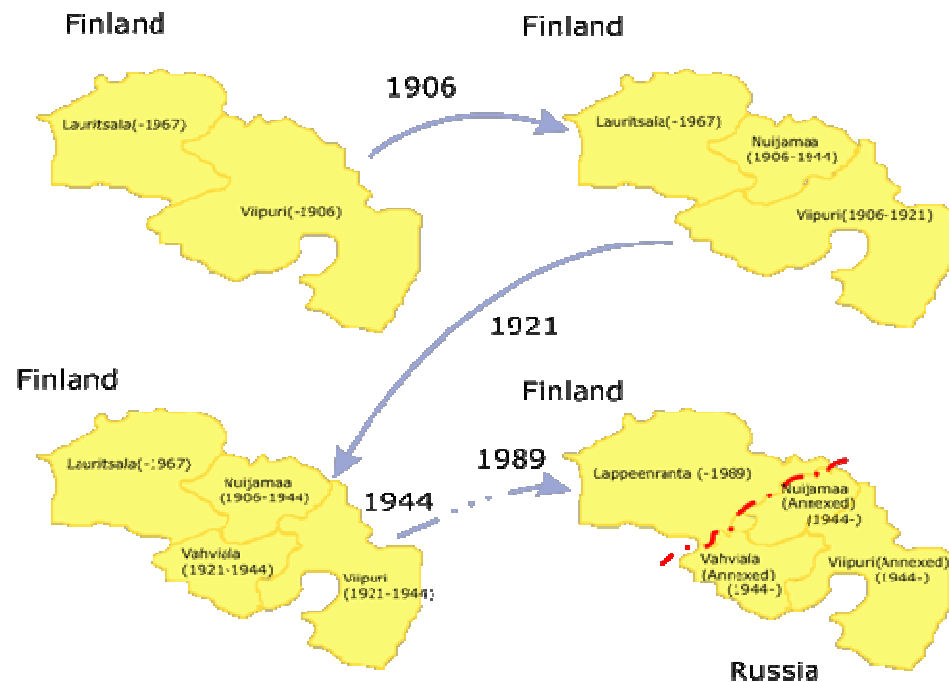 Finland
Finland
1906
Lauritsala(-1967)
Viipuri(-1906)
Lauritsala(-1967)
Nuijamaa
(1906-1944)
Viipuri(1906-1921)
1921
Finland
Finland
Lauritsala(-1967)
Nuijamaa
(1906-1944)
Vahviala
(1921-1944)
Viipuri
(1921-1944)
1944
1989
Lappeenranta (-1989)
Nuijamaa
(Annexed)
(1944-)
Vahviala
(Annexed)
(1944-)
Viipuri(Annexed)
(1944-)
Russia